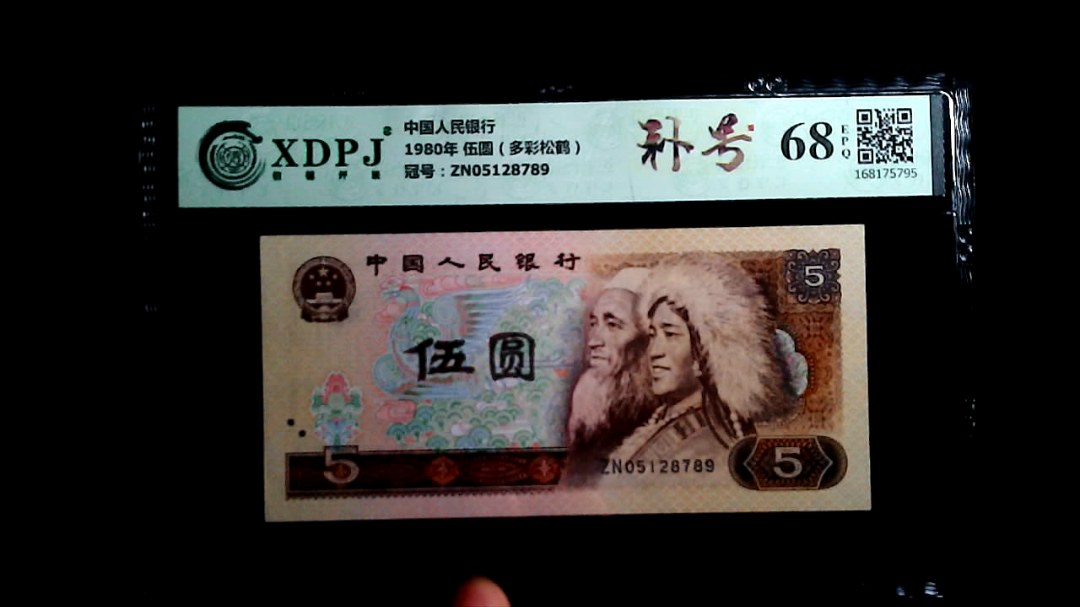 XDPJ
中国人民银行
1980年 伍圆（多彩松鹤）
冠号：ZN05128789
补号
68
EPQ
168175795
中国人民银行
5
伍圆
5
ZN05128789
5